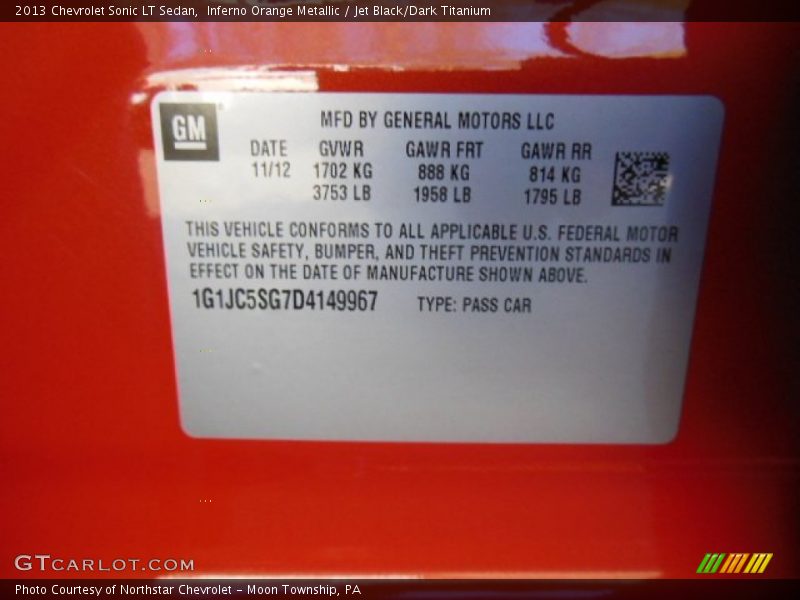 2013 Chevrolet Sonic LT Sedan,  Inferno Orange Metallic / Jet Black/Dark Titanium
GM
MFD BY GENERAL MOTORS LLC
DATE GVWR GAWR FRT GAWR RR
11/12 1702 KG 888 KG 814 KG
3753 LB 1958 LB 1795 LB
THIS VEHICLE CONFORMS TO ALL APPLICABLE U.S. FEDERAL MOTOR
VEHICLE SAFETY, BUMPER, AND THEFT PREVENTION STANDARDS IN
EFFECT ON THE DATE OF MANUFACTURE SHOWN ABOVE.
1G1JC5SG7D4149967 TYPE: PASS CAR
GTCARLOT.COM
Photo Courtesy of Northstar Chevrolet - Moon Township, PA